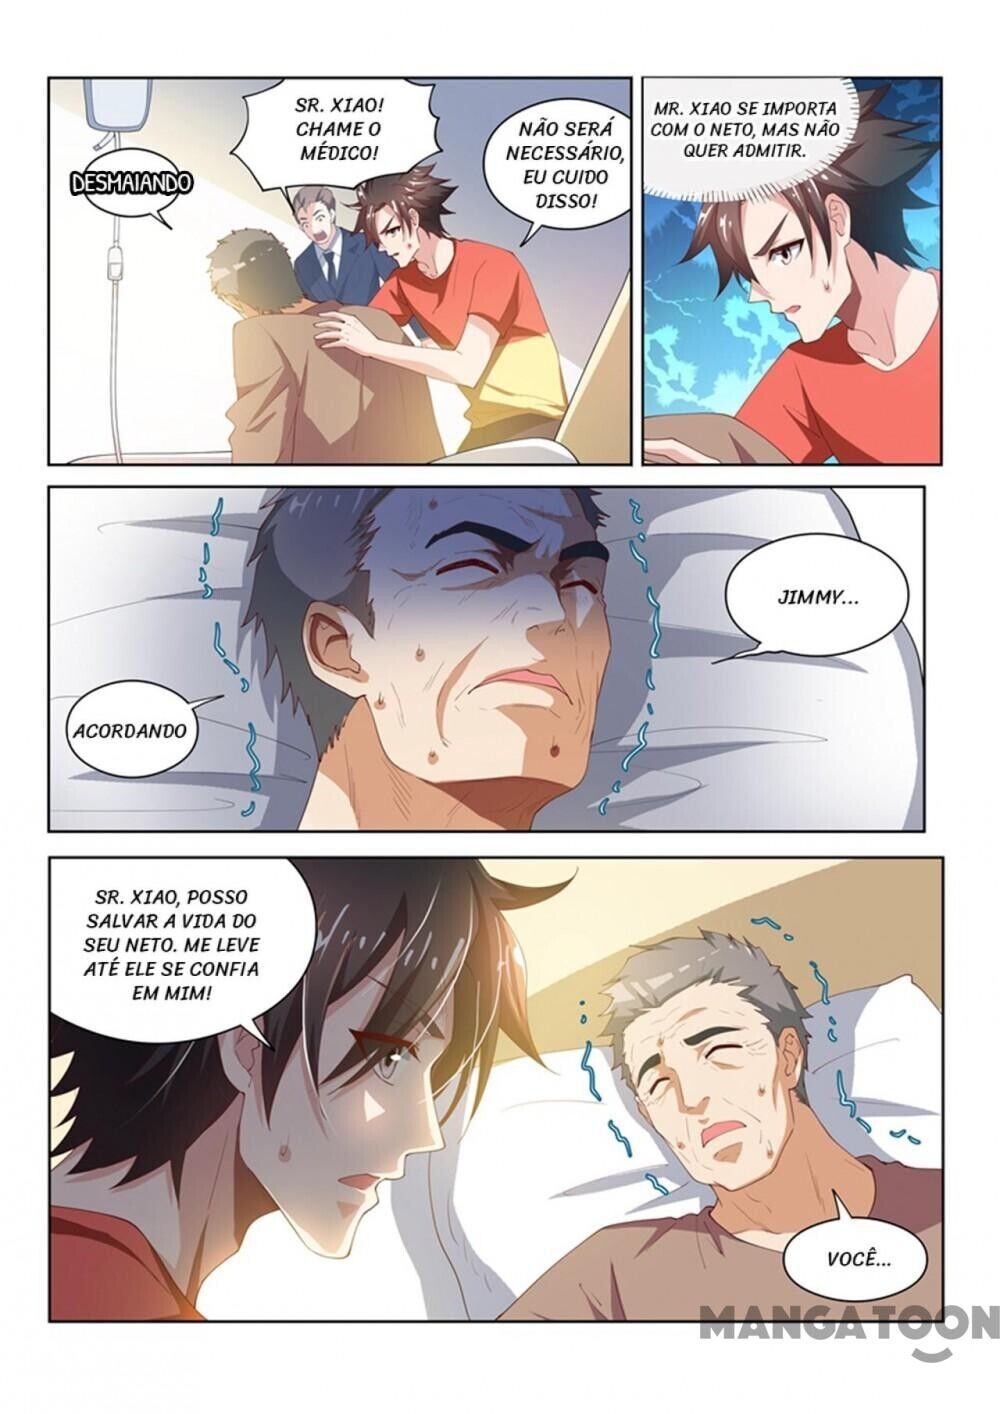 SR. XIAO!
CHAME O
MÉDICO!
NÃO SERÁ
NECESSÁRIO,
EU CUIDO
DISSO!
DESMAIANDO
MR. XIAO SE IMPORTA
COM O NETO, MAS NÃO
QUER ADMITIR.
JIMMY...
ACORDANDO
SR. XIAO, POSSO
SALVAR A VIDA DO
SEU NETO. ME LEVE
ATÉ ELE SE CONFIA
EM MIM!
VOCÊ...
MANGATOON